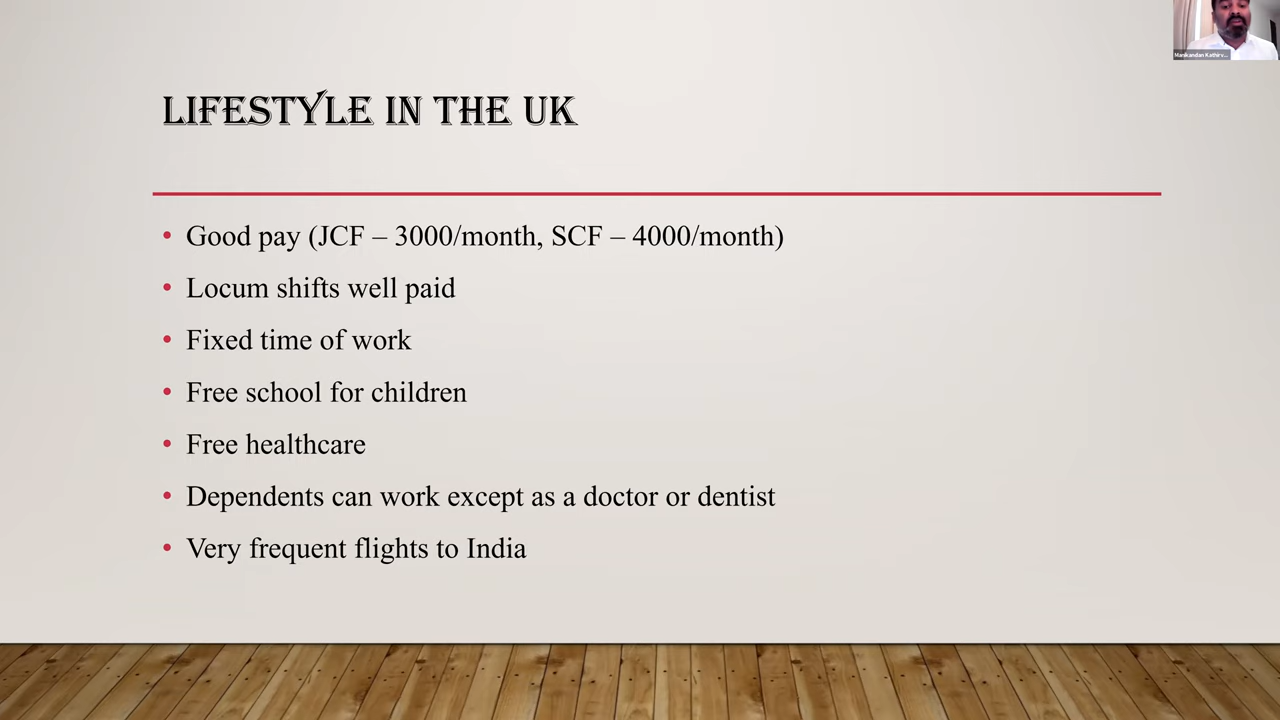 LIFESTYLE IN THE UK
• Good pay (JCF – 3000/month, SCF – 4000/month)
• Locum shifts well paid
• Fixed time of work
• Free school for children
• Free healthcare
• Dependents can work except as a doctor or dentist
• Very frequent flights to India
Manikandan Kathirv...